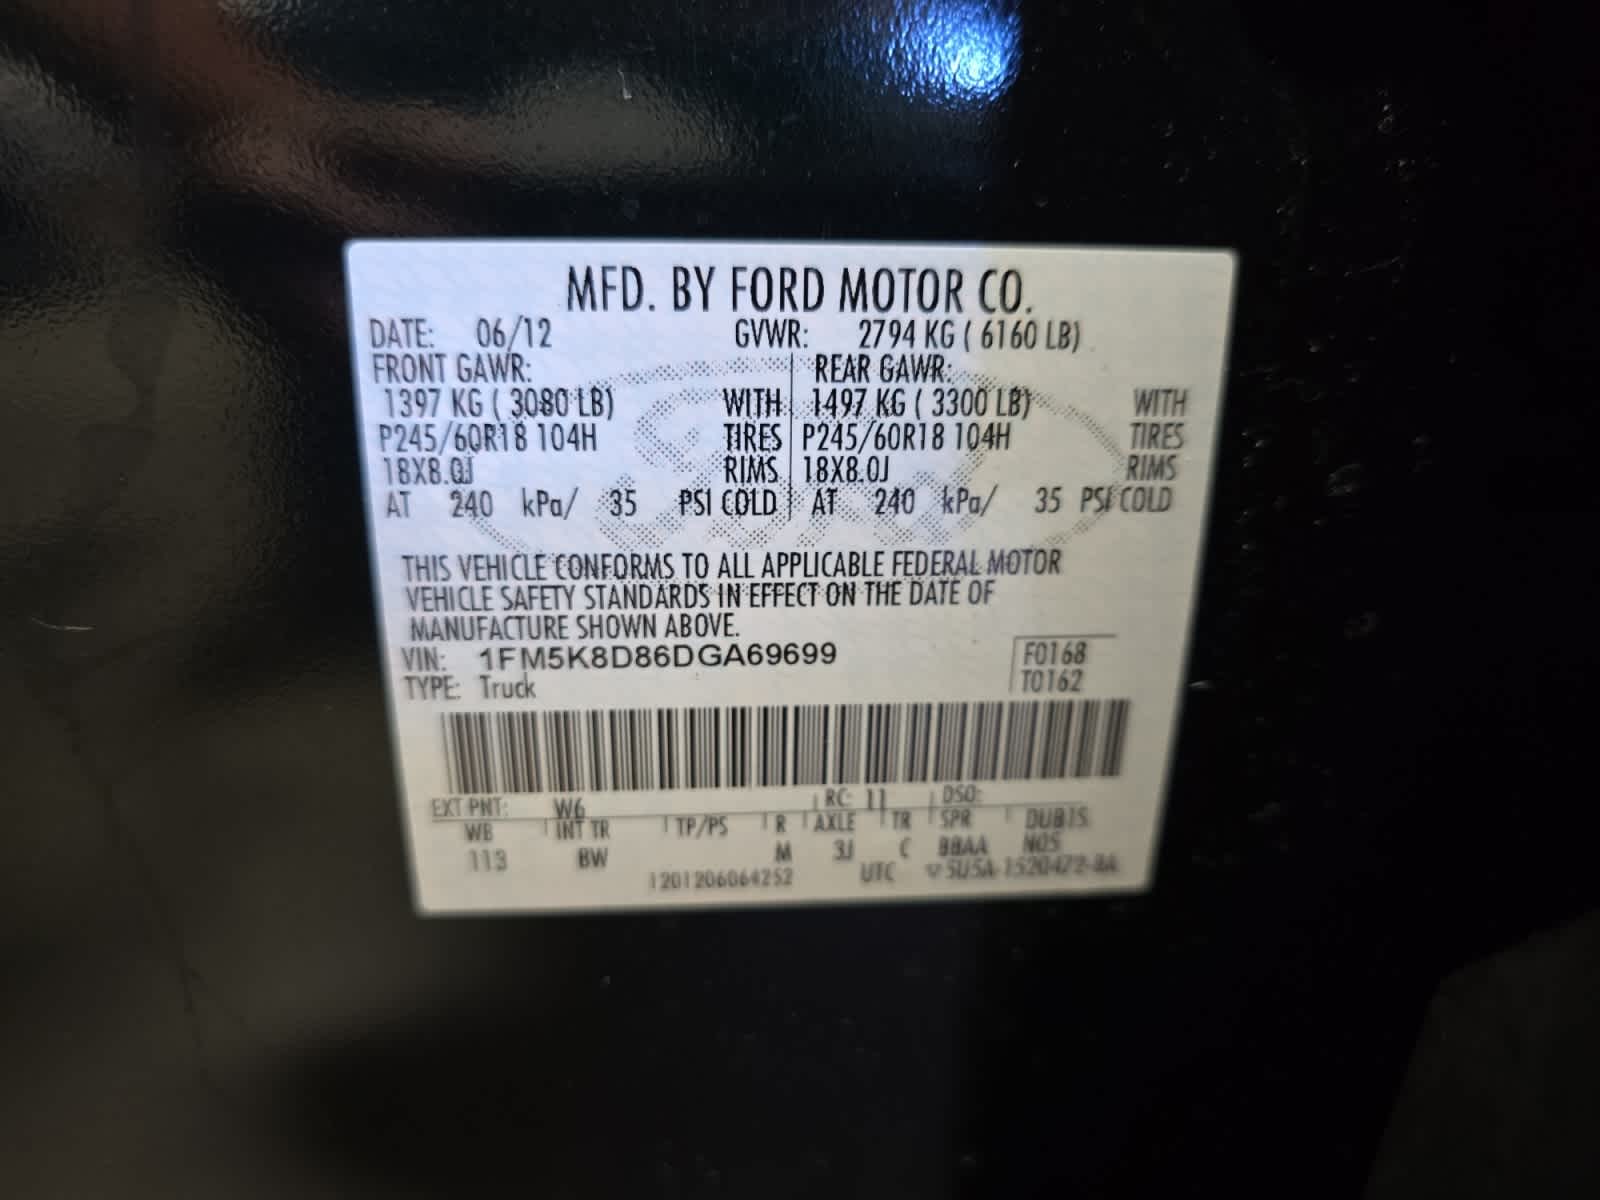 MFD. BY FORD MOTOR CO.
DATE: 06/12 GVWR: 2794 KG ( 6160 LB)
FRONT GAWR: REAR GAWR:
1397 KG ( 3080 LB) WITH 1497 KG ( 3300 LB) WITH
P245/60R18 104H TIRES P245/60R18 104H TIRES
18X8.0J RIMS 18X8.0J RIMS
AT 240 kPa/ 35 PSI COLD AT 240 kPa/ 35 PSI COLD
THIS VEHICLE CONFORMS TO ALL APPLICABLE FEDERAL MOTOR
VEHICLE SAFETY STANDARDS IN EFFECT ON THE DATE OF
MANUFACTURE SHOWN ABOVE.
VIN: 1FM5K8D86DGA69699 F0168
TYPE: Truck T0162
EXT PNT: W6 RC: 11 DSO:
WB INT TR TP/PS R AXLE TR SPR
113 BW M 3J C BBAA
1201206064252 UTC